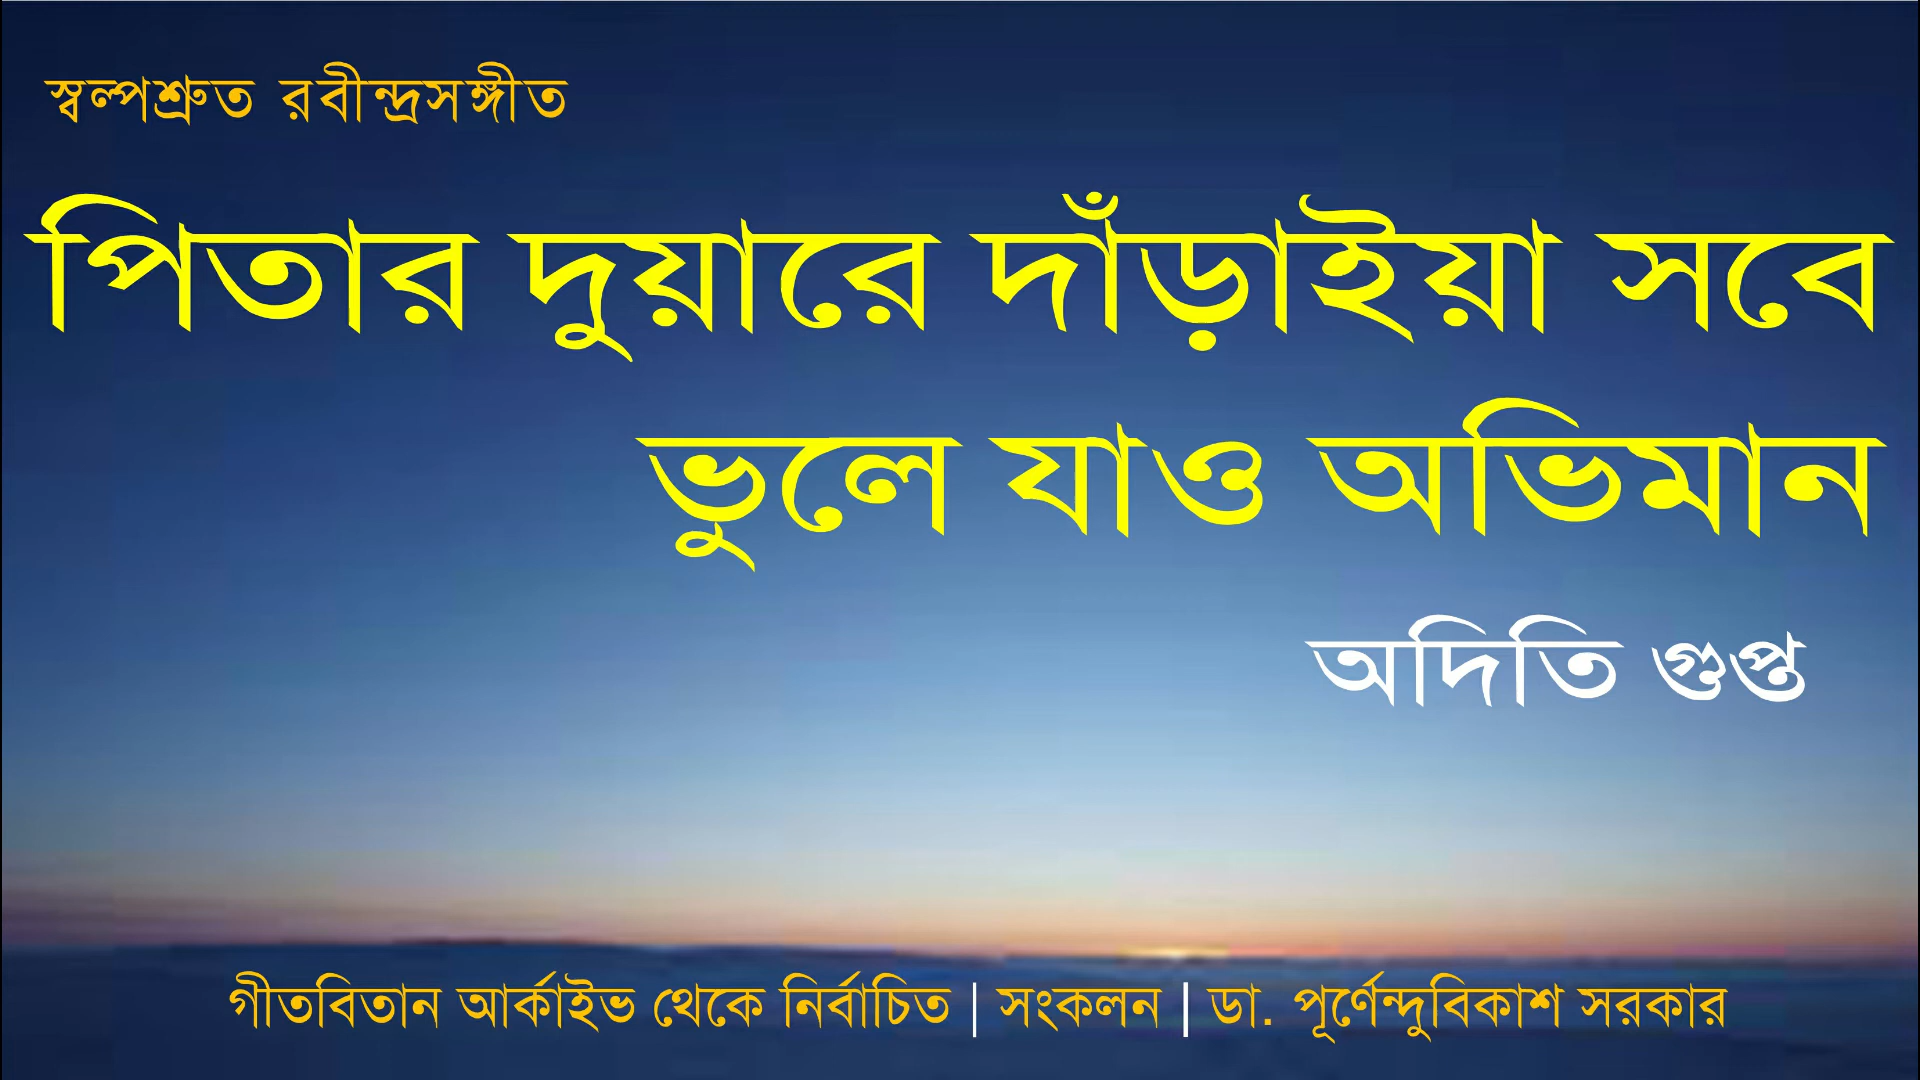 স্বল্পশ্রুত রবীন্দ্রসঙ্গীত
পিতার দুয়ারে দাঁড়াইয়া সবে
ভুলে যাও অভিমান
অদিতি গুপ্ত
গীতবিতান আর্কাইভ থেকে নির্বাচিত | সংকলন | ডা. পূর্ণেন্দুবিকাশ সরকার